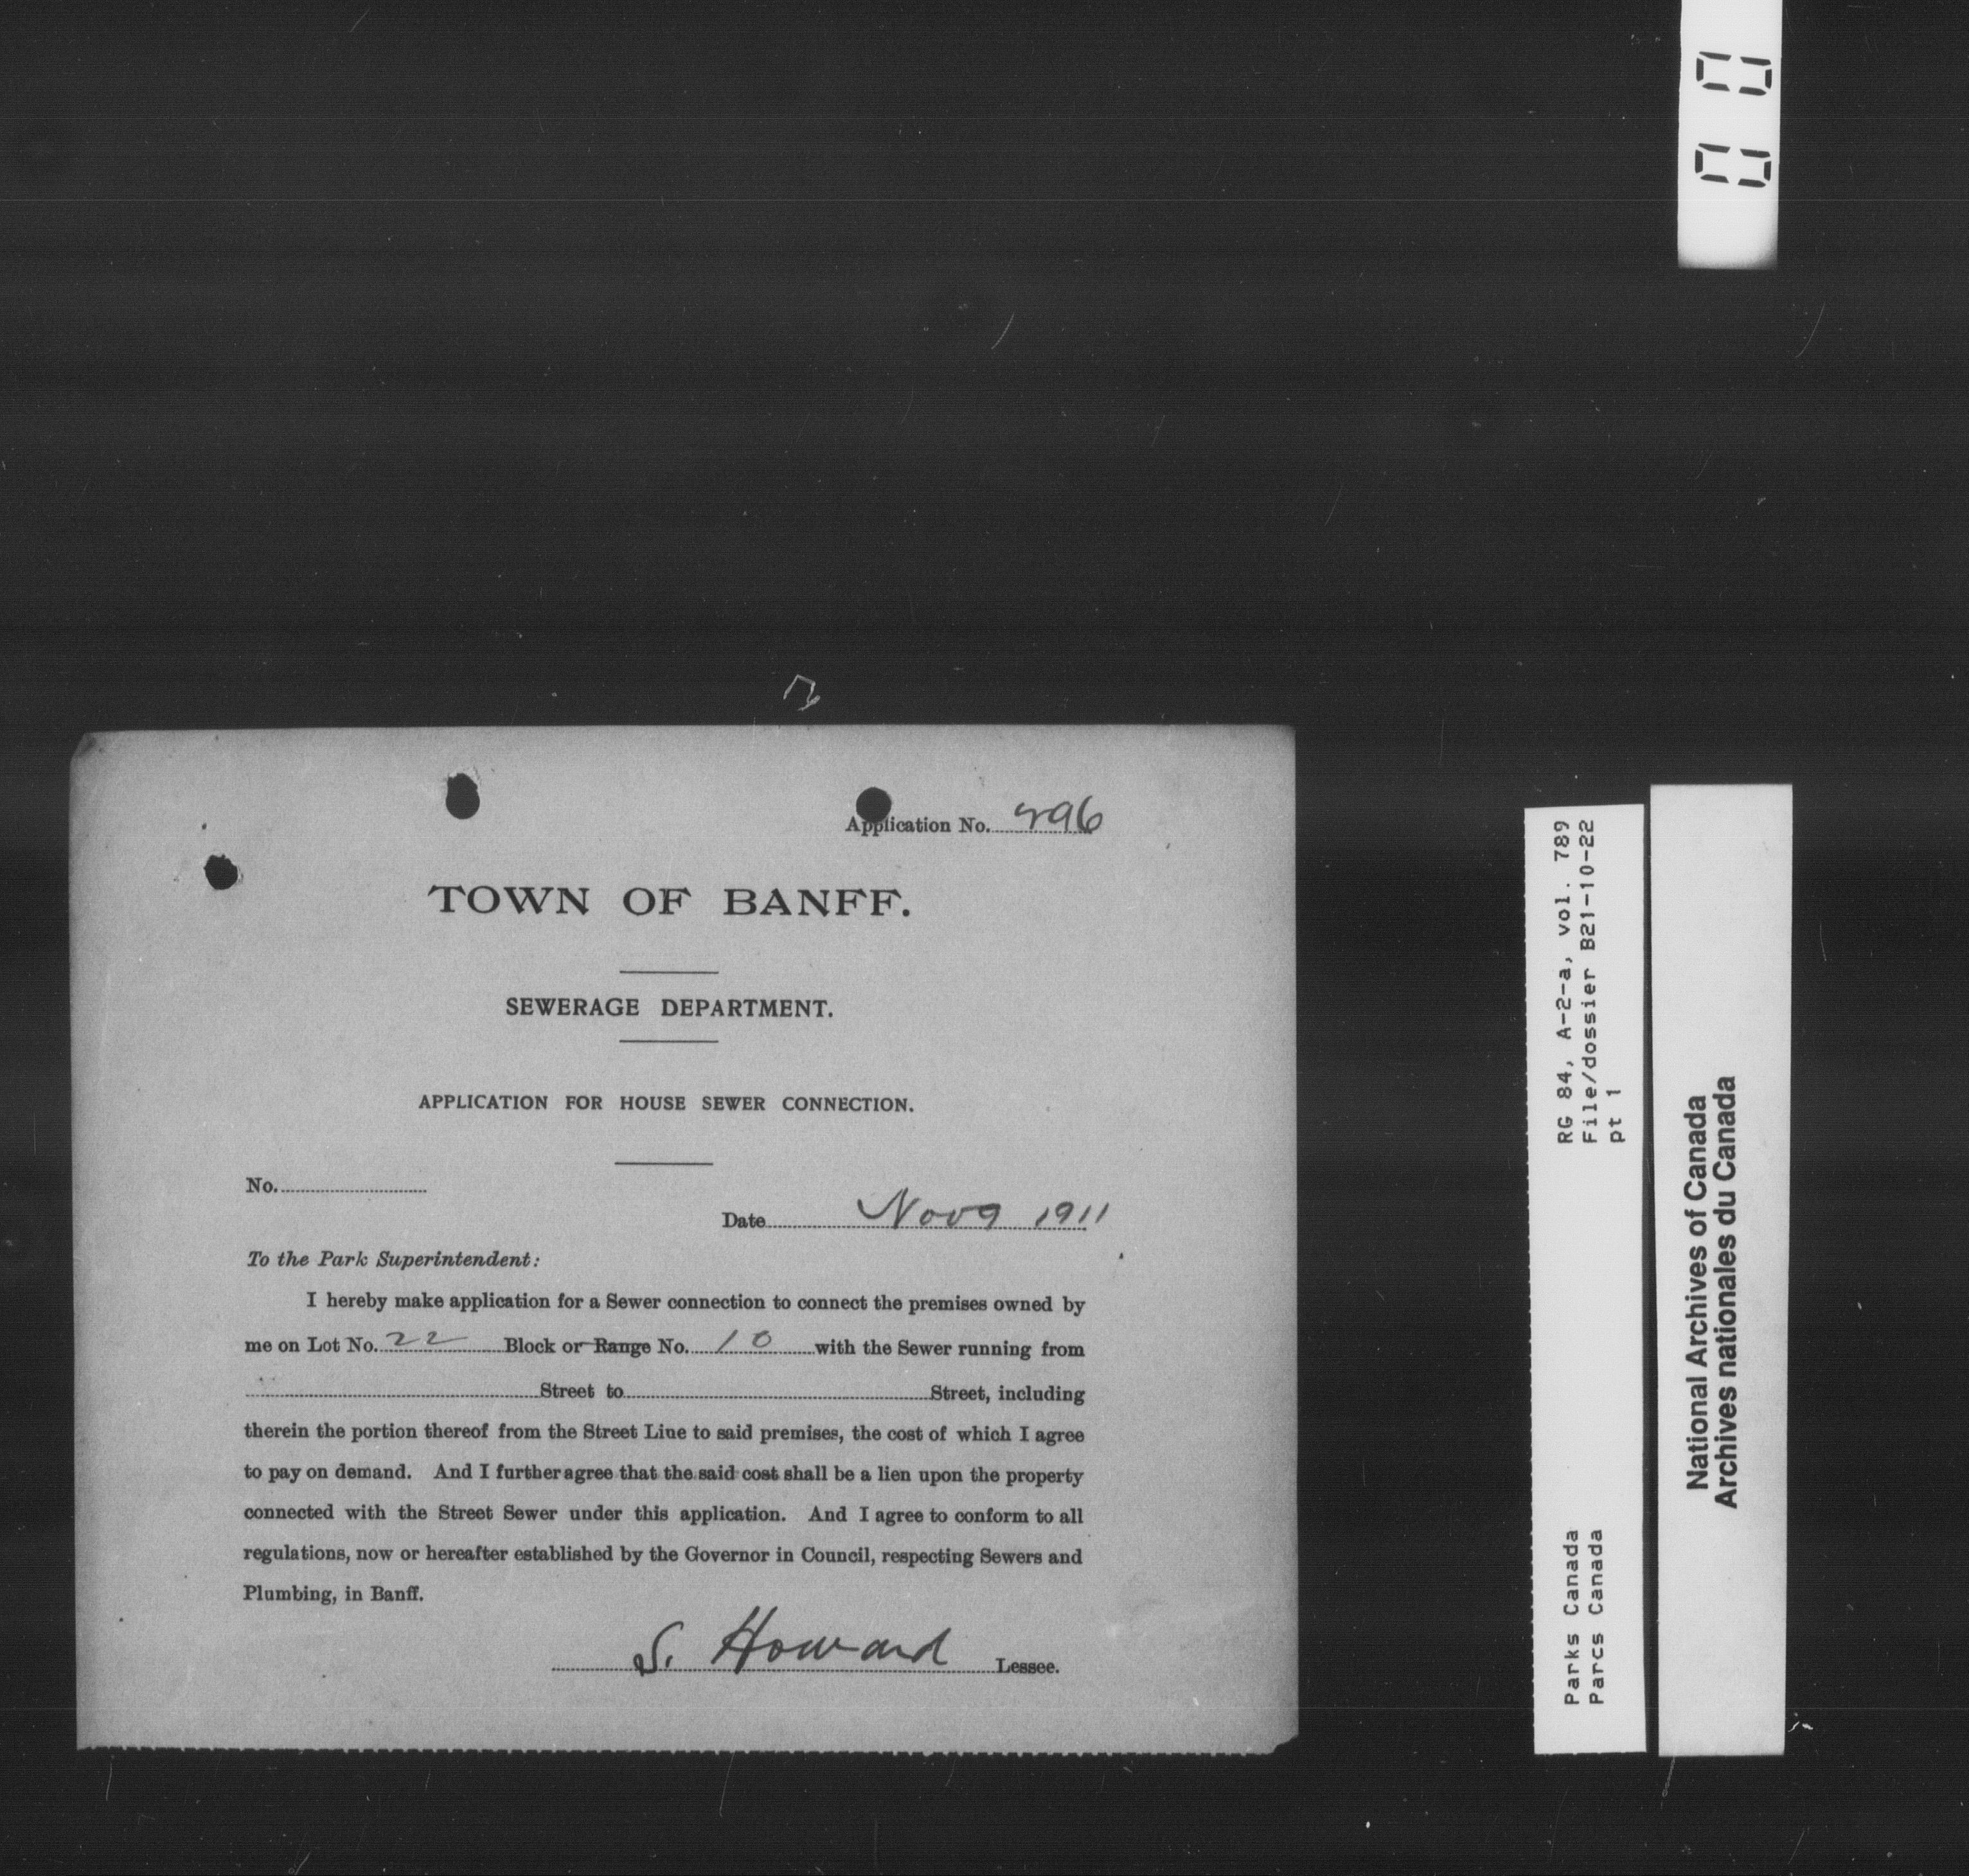 Application No. 296
TOWN OF BANFF.
SEWERAGE DEPARTMENT.
APPLICATION FOR HOUSE SEWER CONNECTION.
No.
Date Nov 9 1911
To the Park Superintendent:
I hereby make application for a Sewer connection to connect the premises owned by
me on Lot No. 22 Block or Range No. 10 with the Sewer running from
Street to Street, including
therein the portion thereof from the Street Line to said premises, the cost of which I agree
to pay on demand. And I further agree that the said cost shall be a lien upon the property
connected with the Street Sewer under this application. And I agree to conform to all
regulations, now or hereafter established by the Governor in Council, respecting Sewers and
Plumbing, in Banff.
S. Howard Lessee.
RG 84, A-2-a, vol. 789
File/dossier B21-10-22
pt 1
Parks Canada
Parcs Canada
National Archives of Canada
Archives nationales du Canada
00